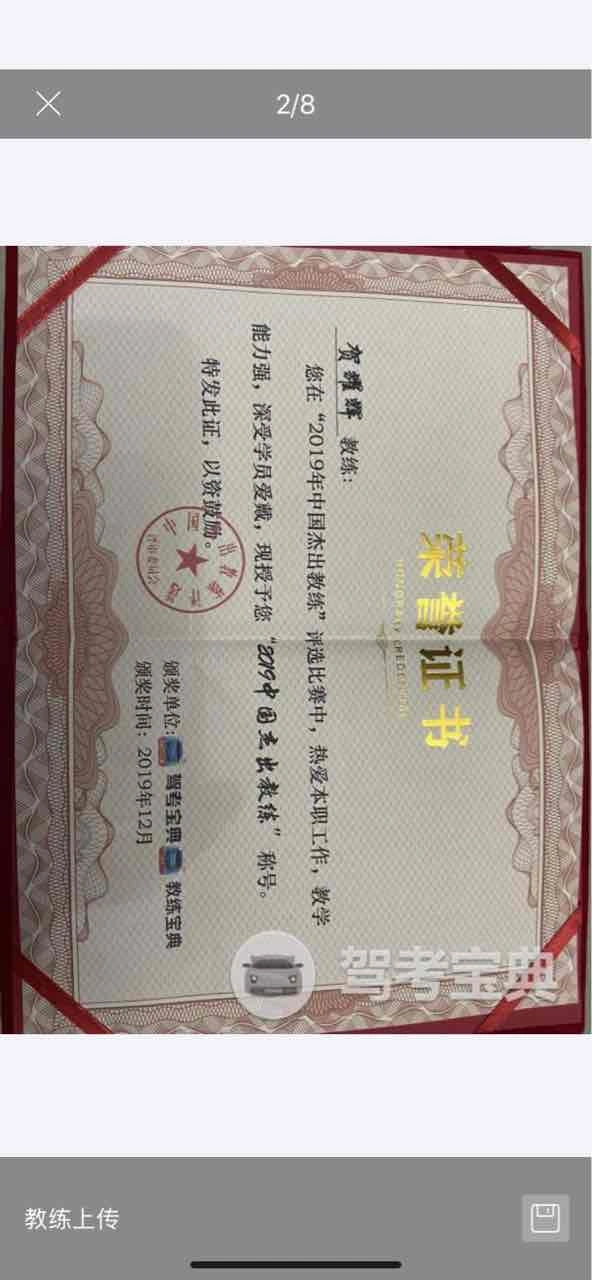 2/8
荣誉证书
HONORARY CREDENTIAL
贺耀辉 教练：
您在“2019年中国杰出教练”评选比赛中，热爱本职工作，教学
能力强，深受学员爱戴，现授予您“2019中国杰出教练”称号。
特发此证，以资鼓励。
评审委员会
颁奖单位：驾考宝典 教练宝典
颁奖时间：2019年12月
驾考宝典
教练上传